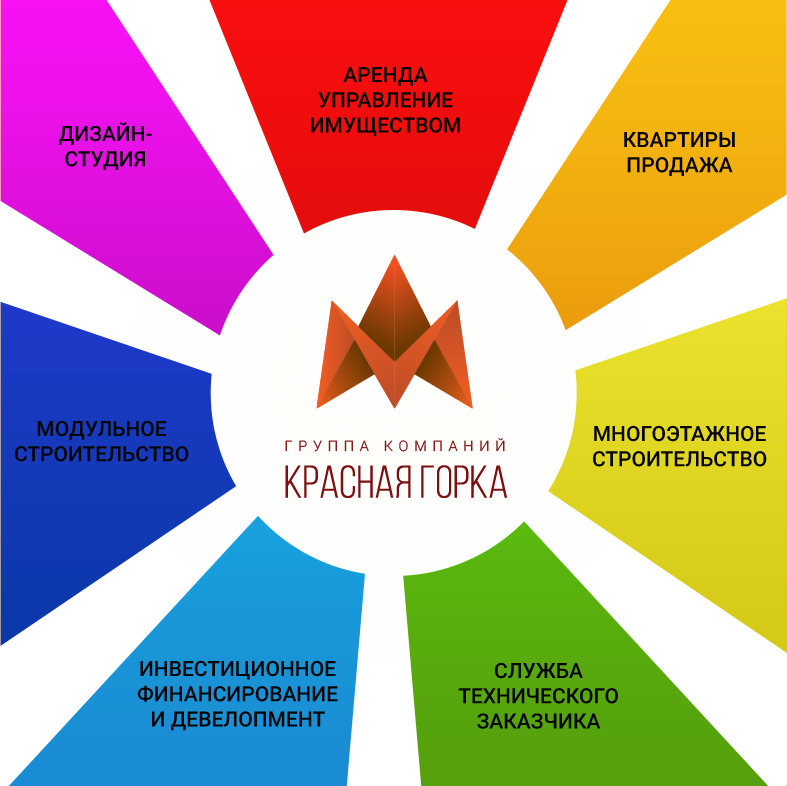 АРЕНДА
УПРАВЛЕНИЕ
ИМУЩЕСТВОМ
ДИЗАЙН-
СТУДИЯ
КВАРТИРЫ
ПРОДАЖА
МОДУЛЬНОЕ
СТРОИТЕЛЬСТВО
ГРУППА КОМПАНИЙ
КРАСНАЯ ГОРКА
МНОГОЭТАЖНОЕ
СТРОИТЕЛЬСТВО
ИНВЕСТИЦИОННОЕ
ФИНАНСИРОВАНИЕ
И ДЕВЕЛОПМЕНТ
СЛУЖБА
ТЕХНИЧЕСКОГО
ЗАКАЗЧИКА